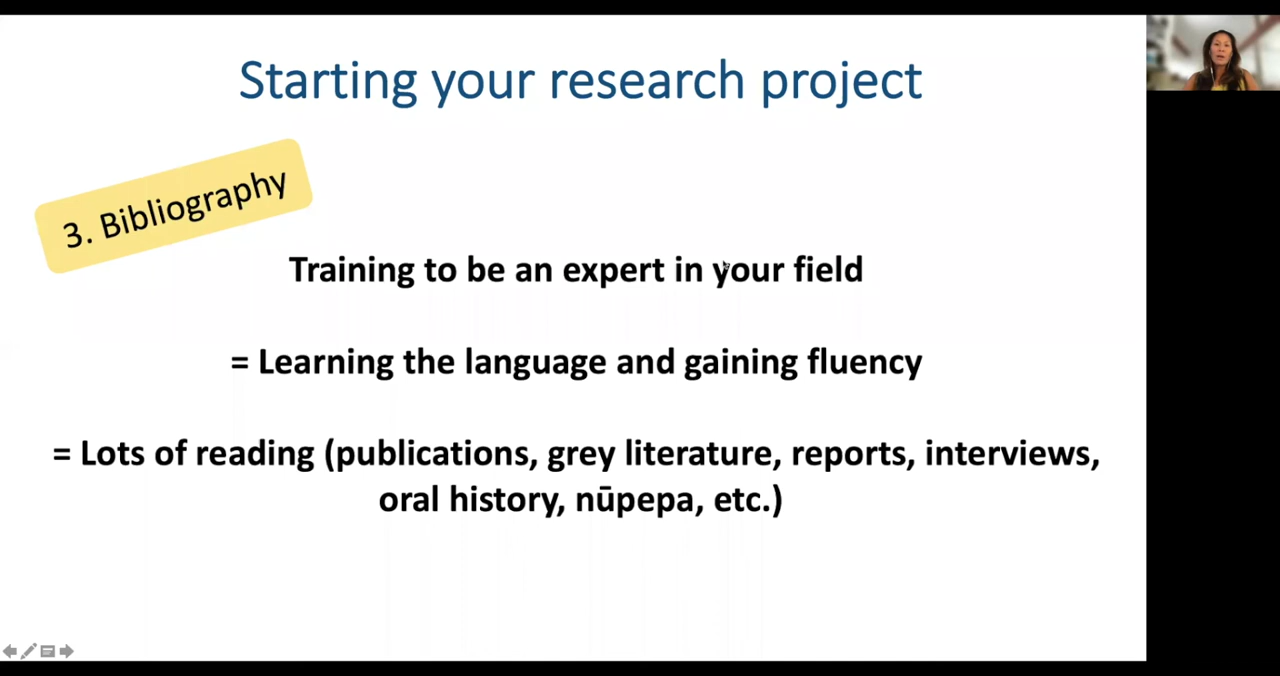 Starting your research project
3. Bibliography
Training to be an expert in your field
= Learning the language and gaining fluency
= Lots of reading (publications, grey literature, reports, interviews,
oral history, nūpepa, etc.)